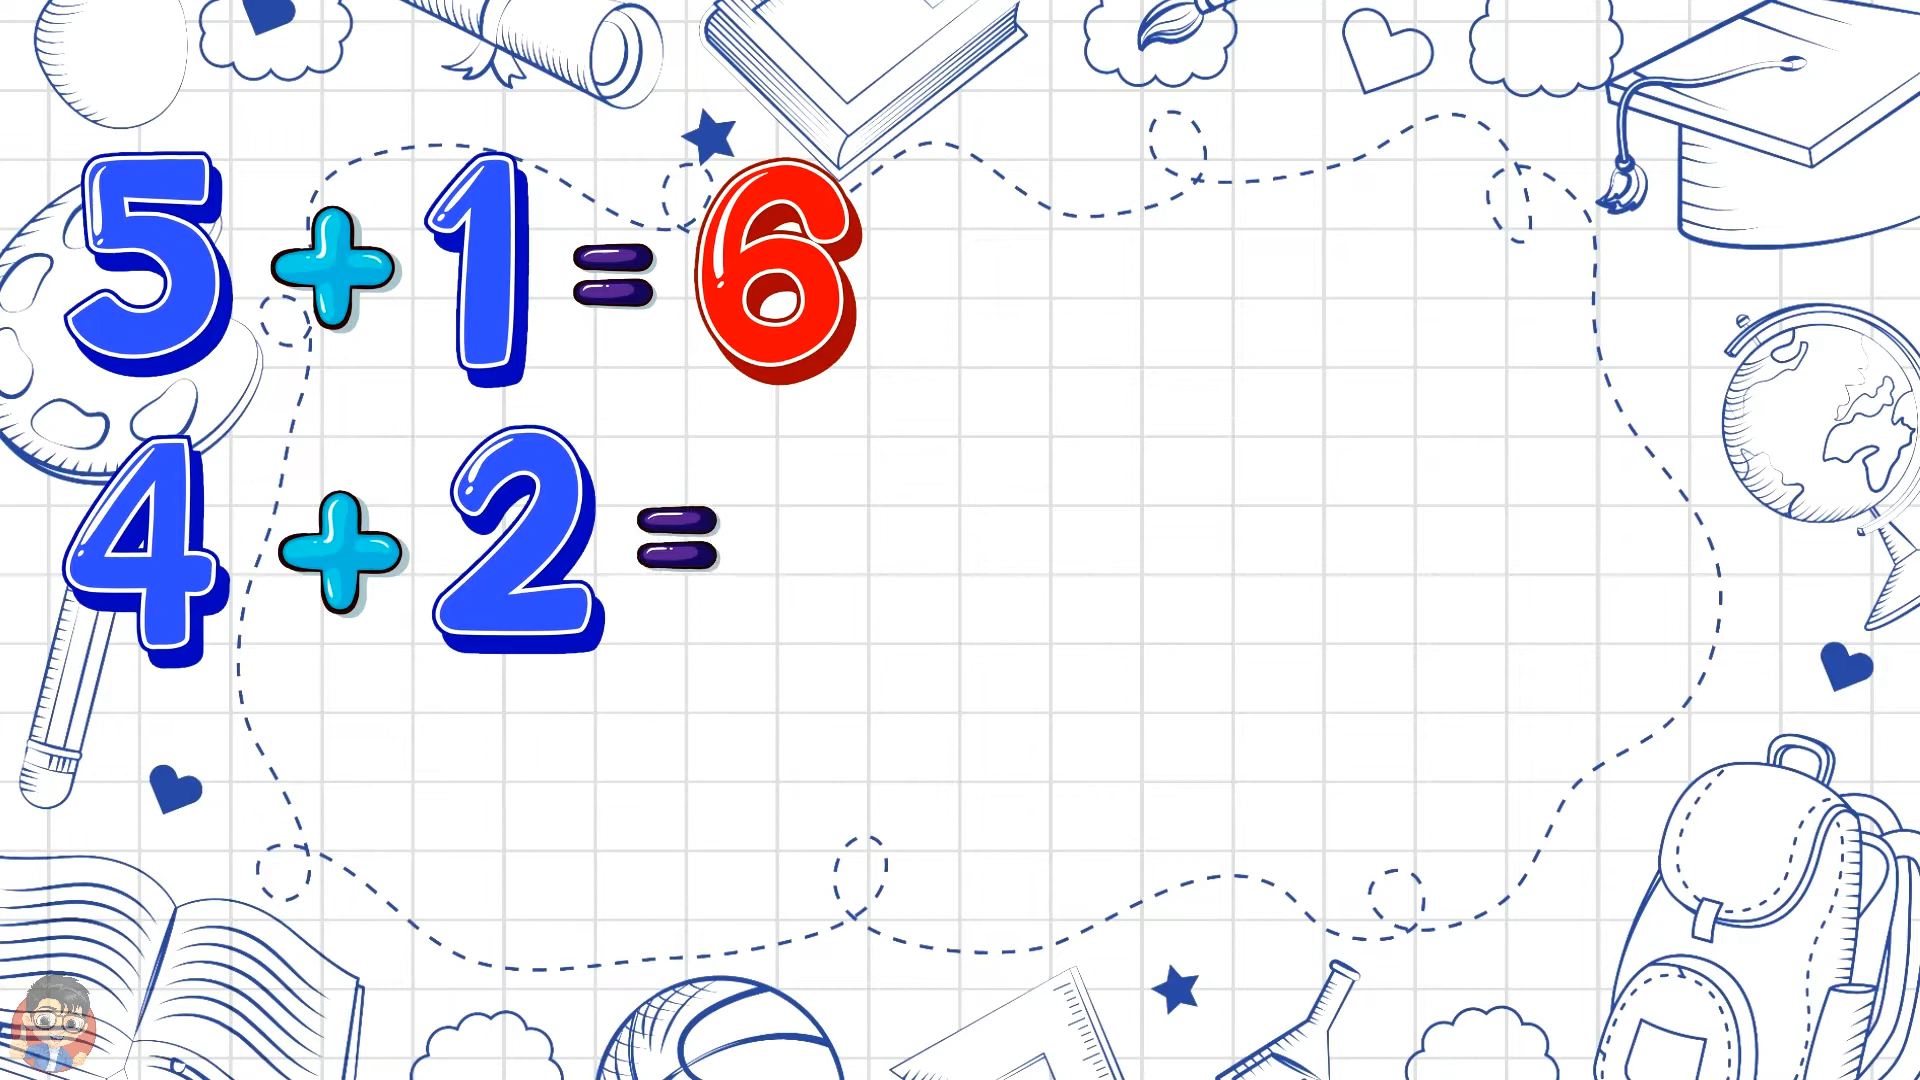 5 + 1 = 6
4 + 2 =